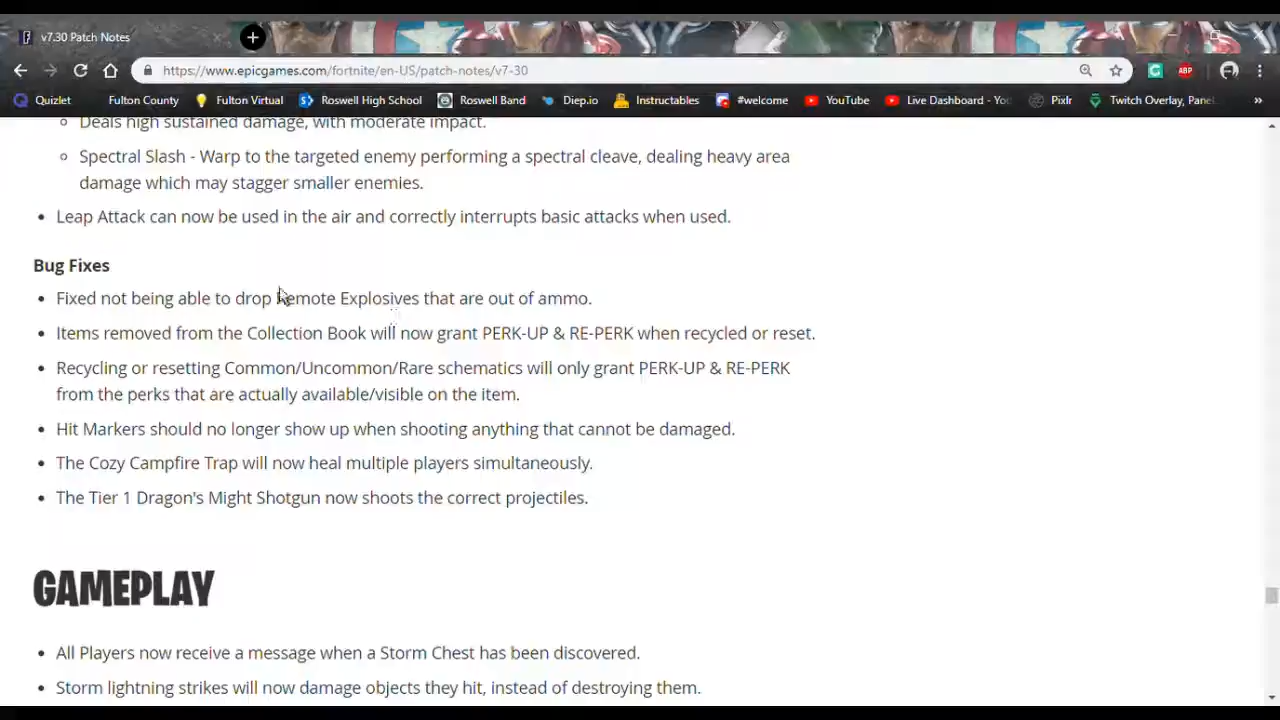 v7.30 Patch Notes
https://www.epicgames.com/fortnite/en-US/patch-notes/v7-30
Quizlet Fulton County Fulton Virtual Roswell High School Roswell Band Diep.io Instructables #welcome YouTube Live Dashboard - Yo Pixlr Twitch Overlay, Panel
Deals high sustained damage, with moderate impact.
Spectral Slash - Warp to the targeted enemy performing a spectral cleave, dealing heavy area
damage which may stagger smaller enemies.
Leap Attack can now be used in the air and correctly interrupts basic attacks when used.
Bug Fixes
Fixed not being able to drop Remote Explosives that are out of ammo.
Items removed from the Collection Book will now grant PERK-UP & RE-PERK when recycled or reset.
Recycling or resetting Common/Uncommon/Rare schematics will only grant PERK-UP & RE-PERK
from the perks that are actually available/visible on the item.
Hit Markers should no longer show up when shooting anything that cannot be damaged.
The Cozy Campfire Trap will now heal multiple players simultaneously.
The Tier 1 Dragon's Might Shotgun now shoots the correct projectiles.
GAMEPLAY
All Players now receive a message when a Storm Chest has been discovered.
Storm lightning strikes will now damage objects they hit, instead of destroying them.